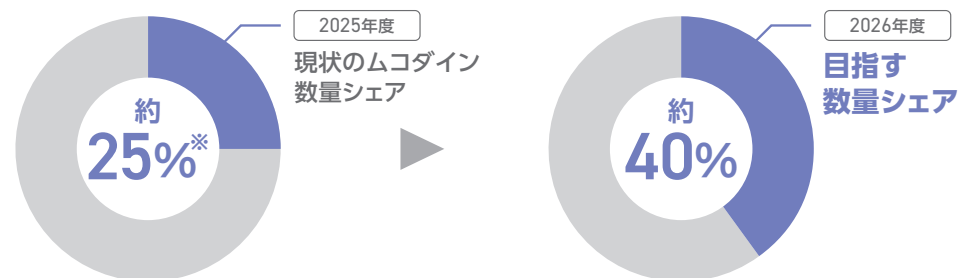 2025年度
現状のムコダイン
数量シェア
約
25%※
2026年度
目指す
数量シェア
約
40%